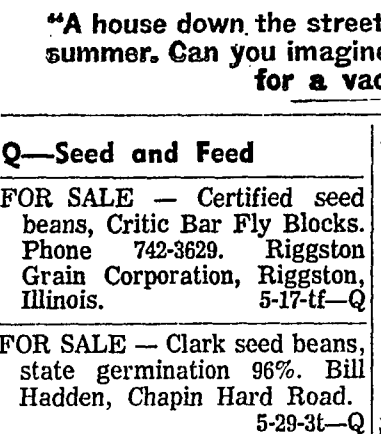 "A house down the street
summer. Can you imagine
for a vac
Q—Seed and Feed
FOR SALE — Certified seed
beans, Critic Bar Fly Blocks.
Phone 742-3629. Riggston
Grain Corporation, Riggston,
Illinois. 5-17-tf—Q
FOR SALE — Clark seed beans,
state germination 96%. Bill
Hadden, Chapin Hard Road.
5-29-3t—Q